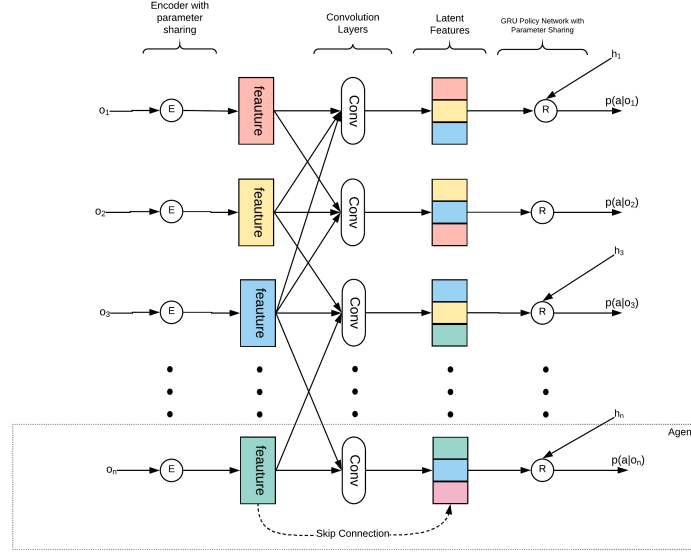 Encoder with
parameter
sharing
Convolution
Layers
Latent
Features
GRU Policy Network with
Parameter Sharing
h1
o1 E feauture Conv R p(a|o1)
o2 E feauture Conv R p(a|o2)
h3
o3 E feauture Conv R p(a|o3)
hn
Agen
on E feauture Conv R p(a|on)
Skip Connection